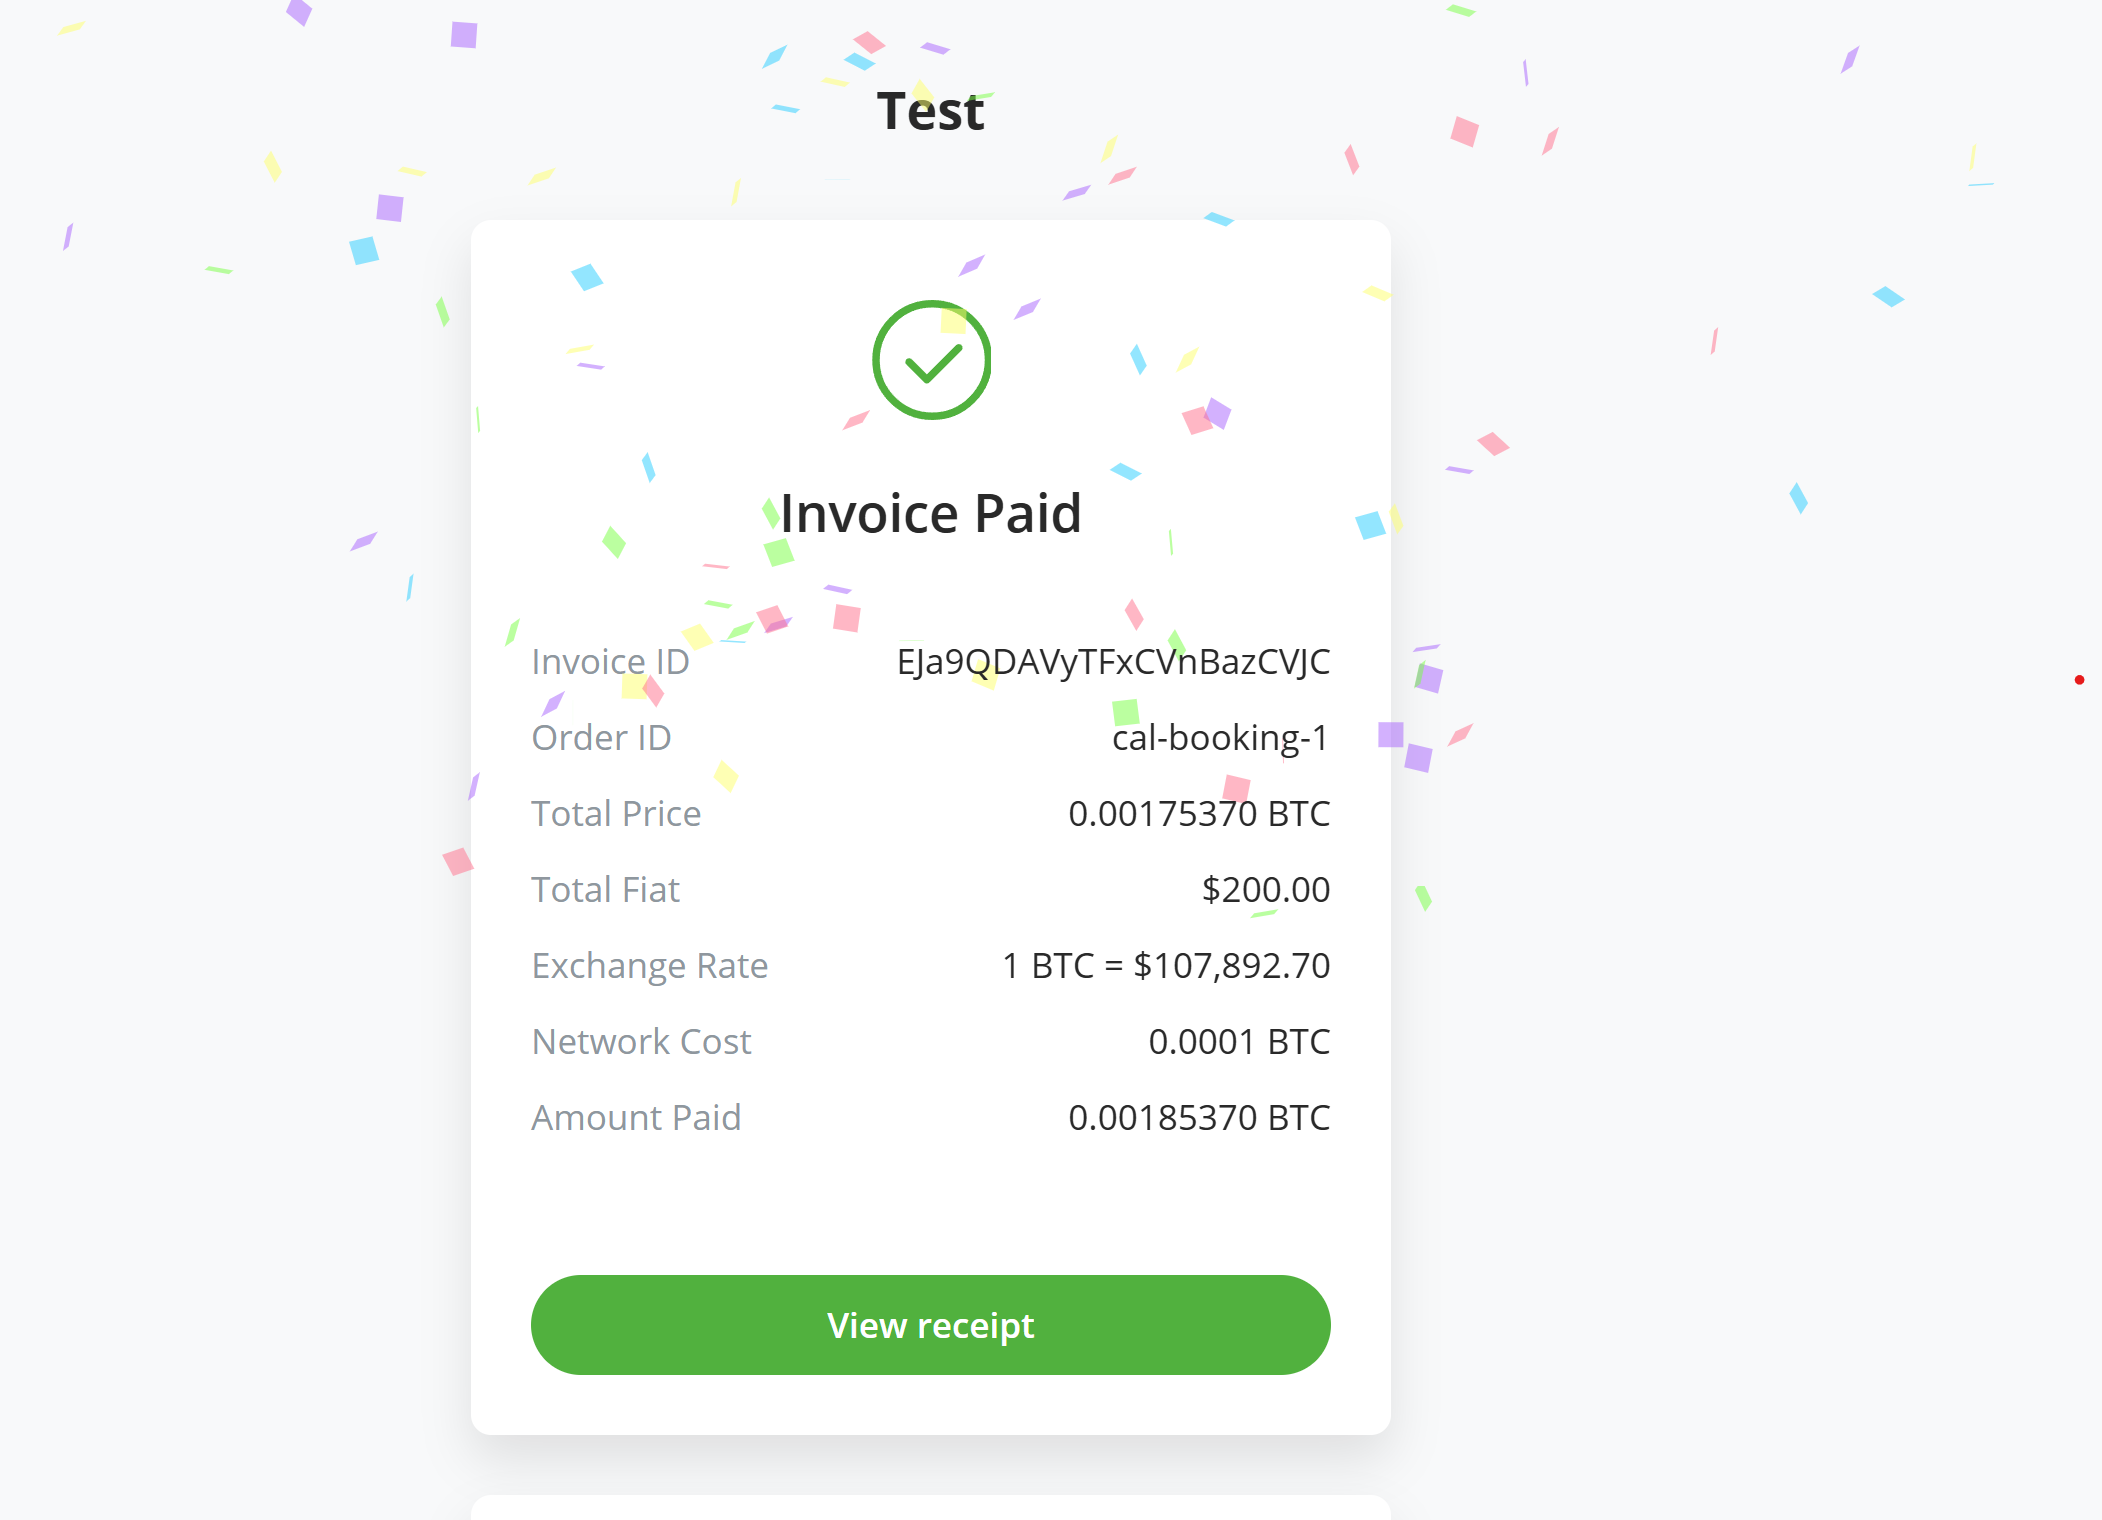 Test
Invoice Paid
Invoice ID EJa9QDAVyTFxCVnBazCVJC
Order ID cal-booking-1
Total Price 0.00175370 BTC
Total Fiat $200.00
Exchange Rate 1 BTC = $107,892.70
Network Cost 0.0001 BTC
Amount Paid 0.00185370 BTC
View receipt